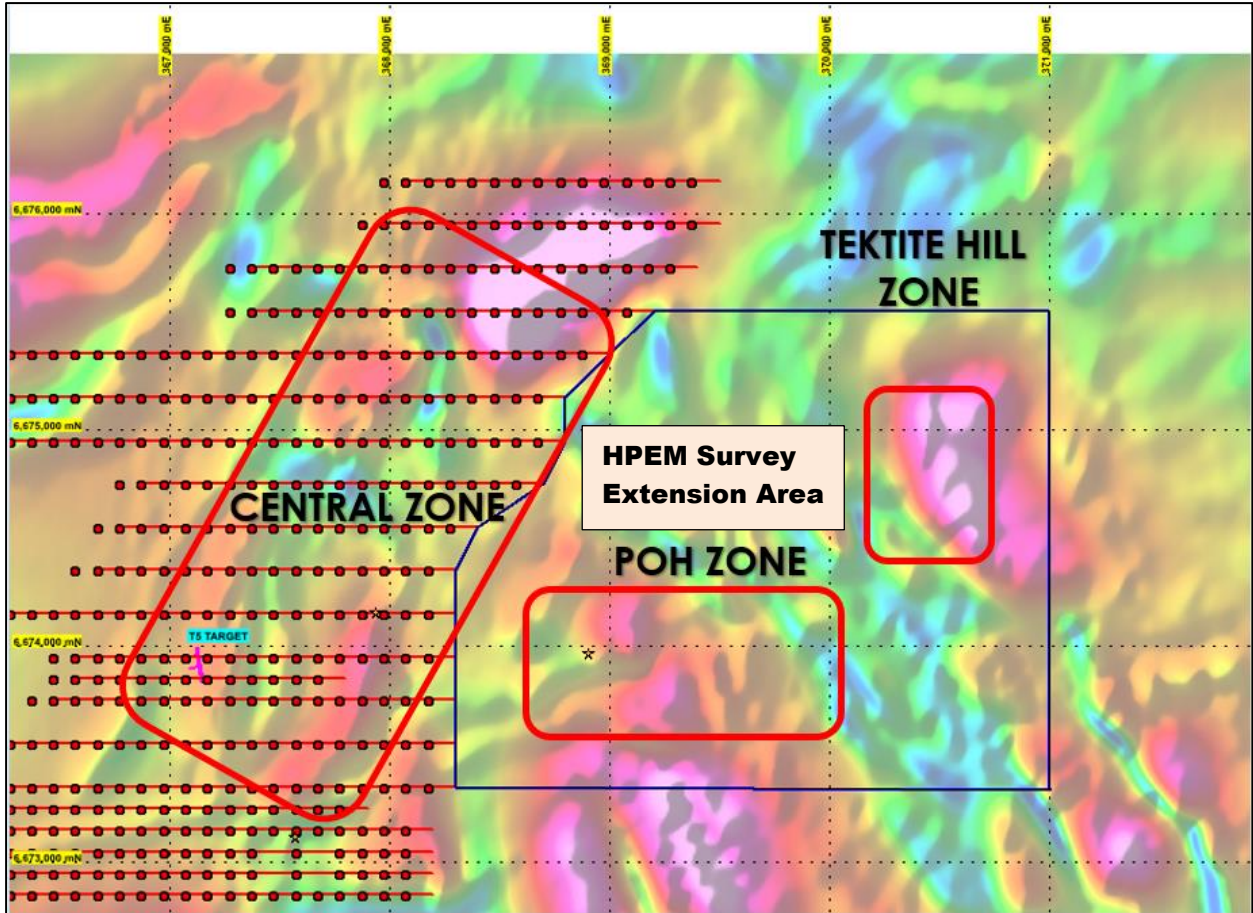 367,000 mE
368,000 mE
369,000 mE
370,000 mE
371,000 mE
6,676,000 mN
TEKTITE HILL
ZONE
6,675,000 mN
HPEM Survey
Extension Area
CENTRAL ZONE
POH ZONE
T5 TARGET
6,674,000 mN
6,673,000 mN